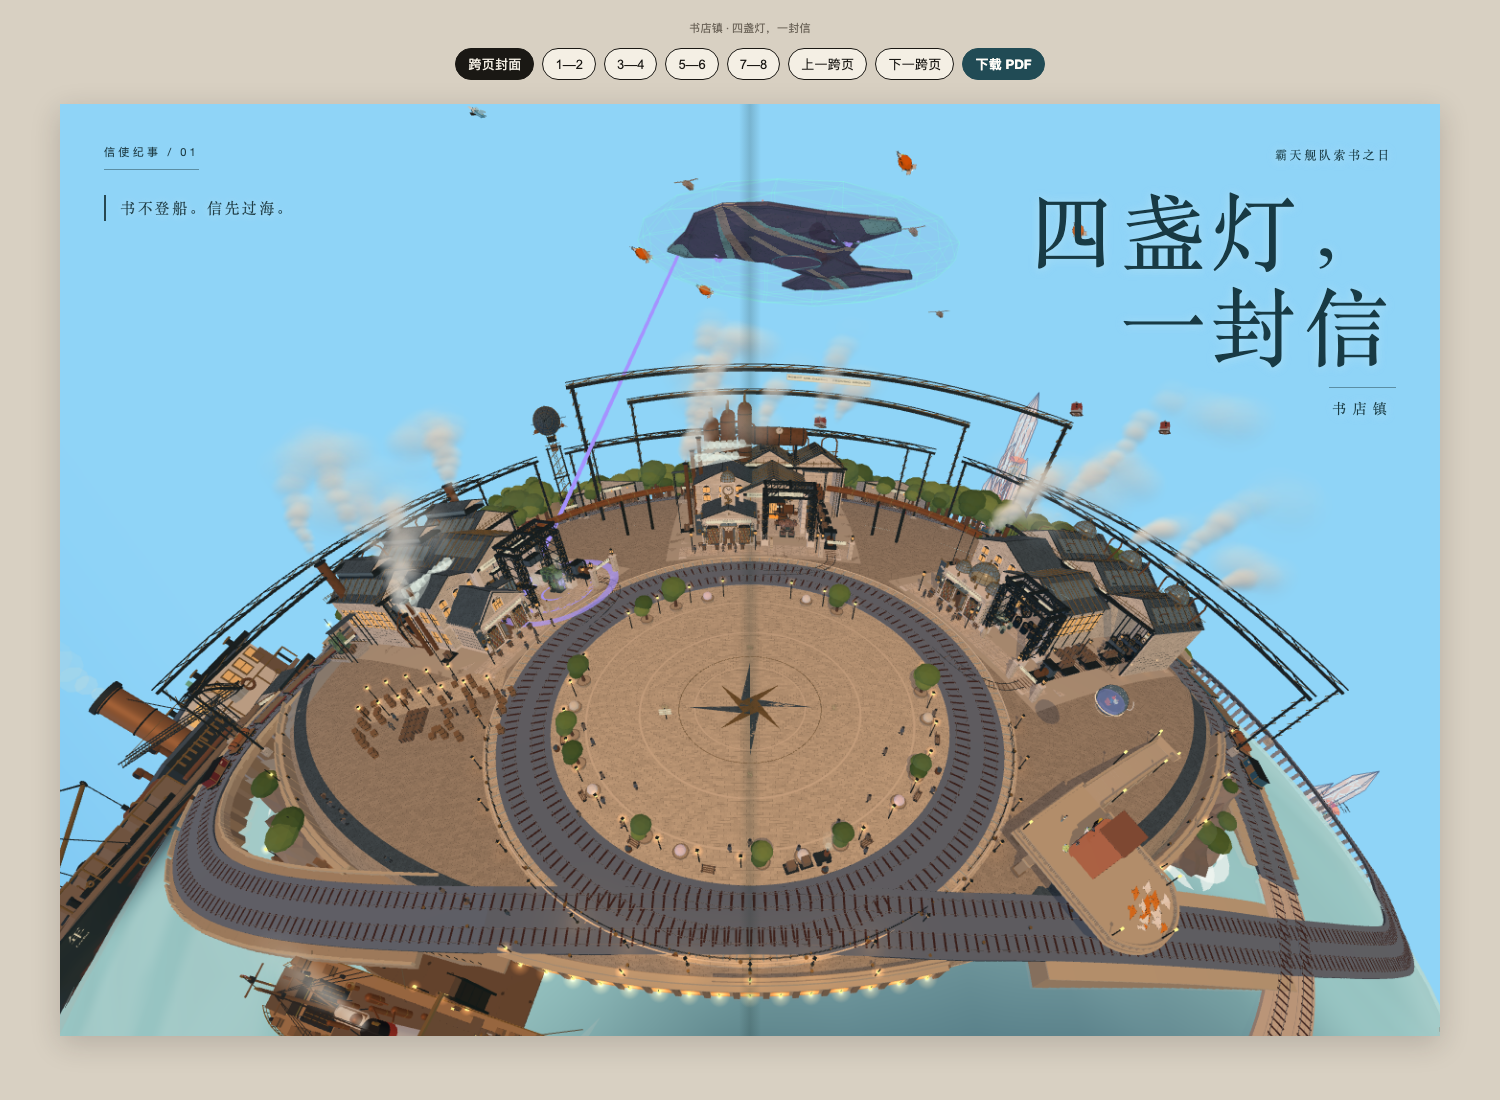 书店镇 · 四盏灯，一封信
跨页封面
1—2
3—4
5—6
7—8
上一跨页
下一跨页
下载 PDF
信使纪事 / 01
书不登船。信先过海。
霸天舰队索书之日
四盏灯，
一封信
书店镇